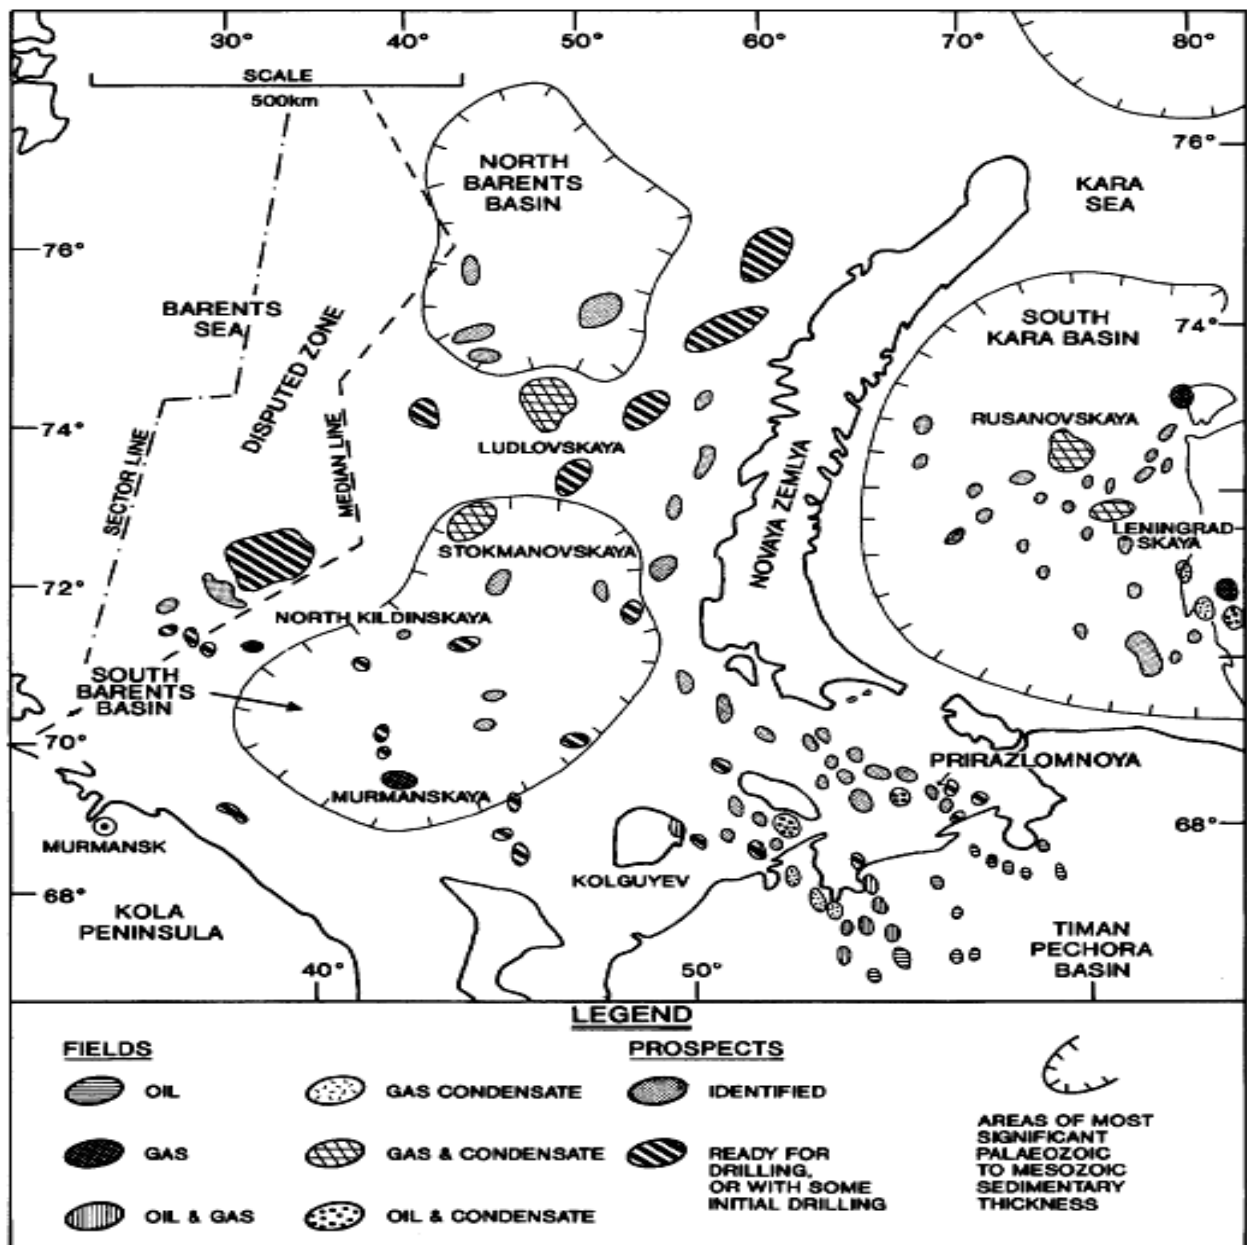 30°
40°
50°
60°
70°
80°
SCALE
500km
NORTH
BARENTS
BASIN
76°
KARA
SEA
76°
BARENTS
SEA
DISPUTED ZONE
SOUTH
KARA BASIN
74°
74°
SECTOR LINE
MEDIAN LINE
LUDLOVSKAYA
RUSANOVSKAYA
NOVAYA ZEMLYA
STOKMANOVSKAYA
LENINGRAD
SKAYA
72°
NORTH KILDINSKAYA
SOUTH
BARENTS
BASIN
70°
PRIRAZLOMNOYA
MURMANSKAYA
68°
MURMANSK
KOLGUYEV
68°
KOLA
PENINSULA
TIMAN
PECHORA
BASIN
40°
50°
LEGEND
FIELDS
PROSPECTS
OIL
GAS CONDENSATE
IDENTIFIED
GAS
GAS & CONDENSATE
READY FOR
DRILLING,
OR WITH SOME
INITIAL DRILLING
OIL & GAS
OIL & CONDENSATE
AREAS OF MOST
SIGNIFICANT
PALAEOZOIC
TO MESOZOIC
SEDIMENTARY
THICKNESS